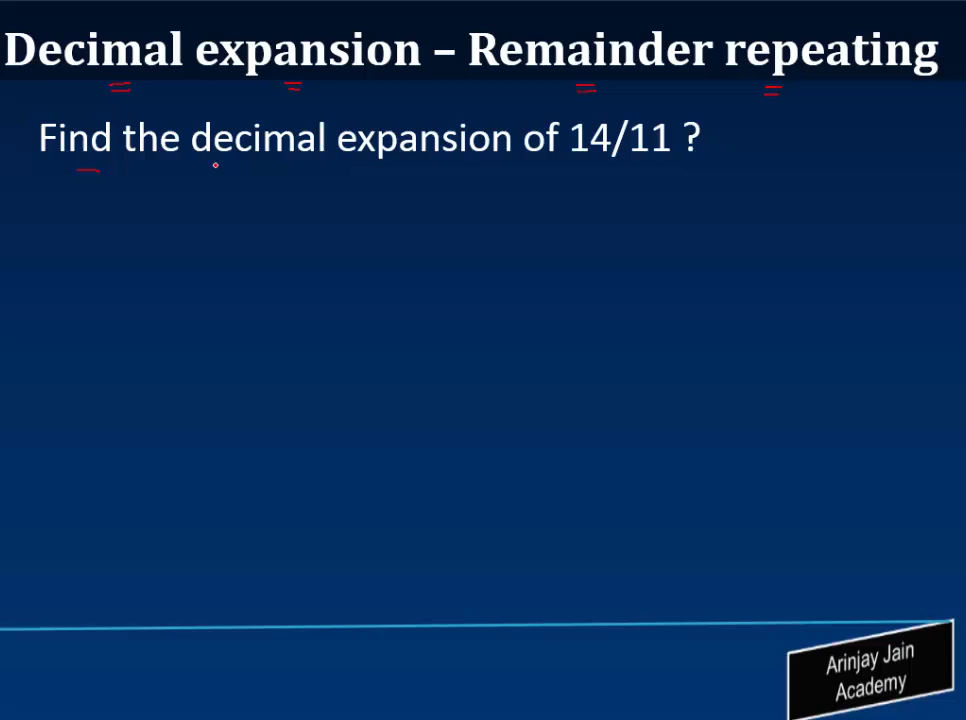 Decimal expansion – Remainder repeating
Find the decimal expansion of 14/11 ?
Arinjay Jain
Academy